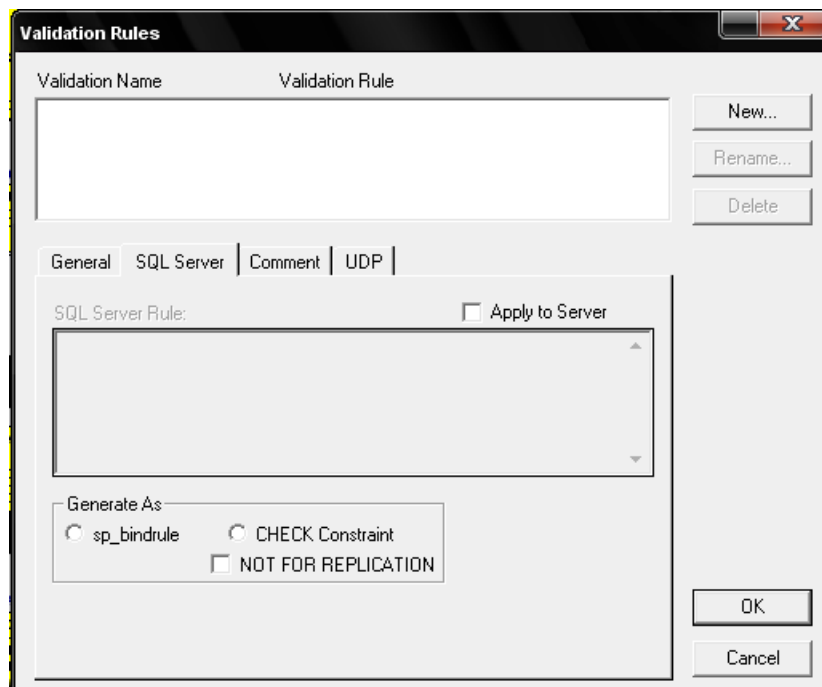 Validation Rules
Validation Name Validation Rule
New...
Rename...
Delete
General SQL Server Comment UDP
SQL Server Rule: Apply to Server
Generate As
sp_bindrule CHECK Constraint
NOT FOR REPLICATION
OK
Cancel